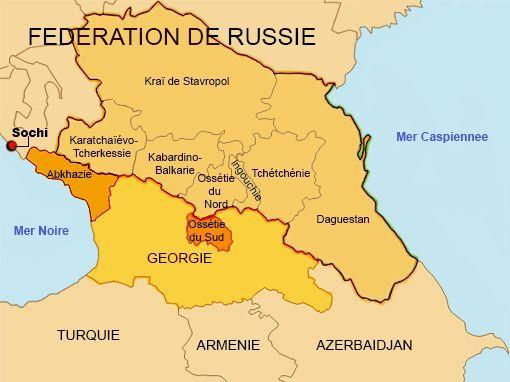 FEDERATION DE RUSSIE
Kraï de Stavropol
Sochi
Karatchaïévo-
Tcherkessie
Kabardino-
Balkarie
Ossétie
du
Nord
Ingouchie
Tchétchénie
Mer Caspiennee
Abkhazie
Daguestan
Mer Noire
Ossétie
du Sud
GEORGIE
TURQUIE
ARMENIE
AZERBAIDJAN